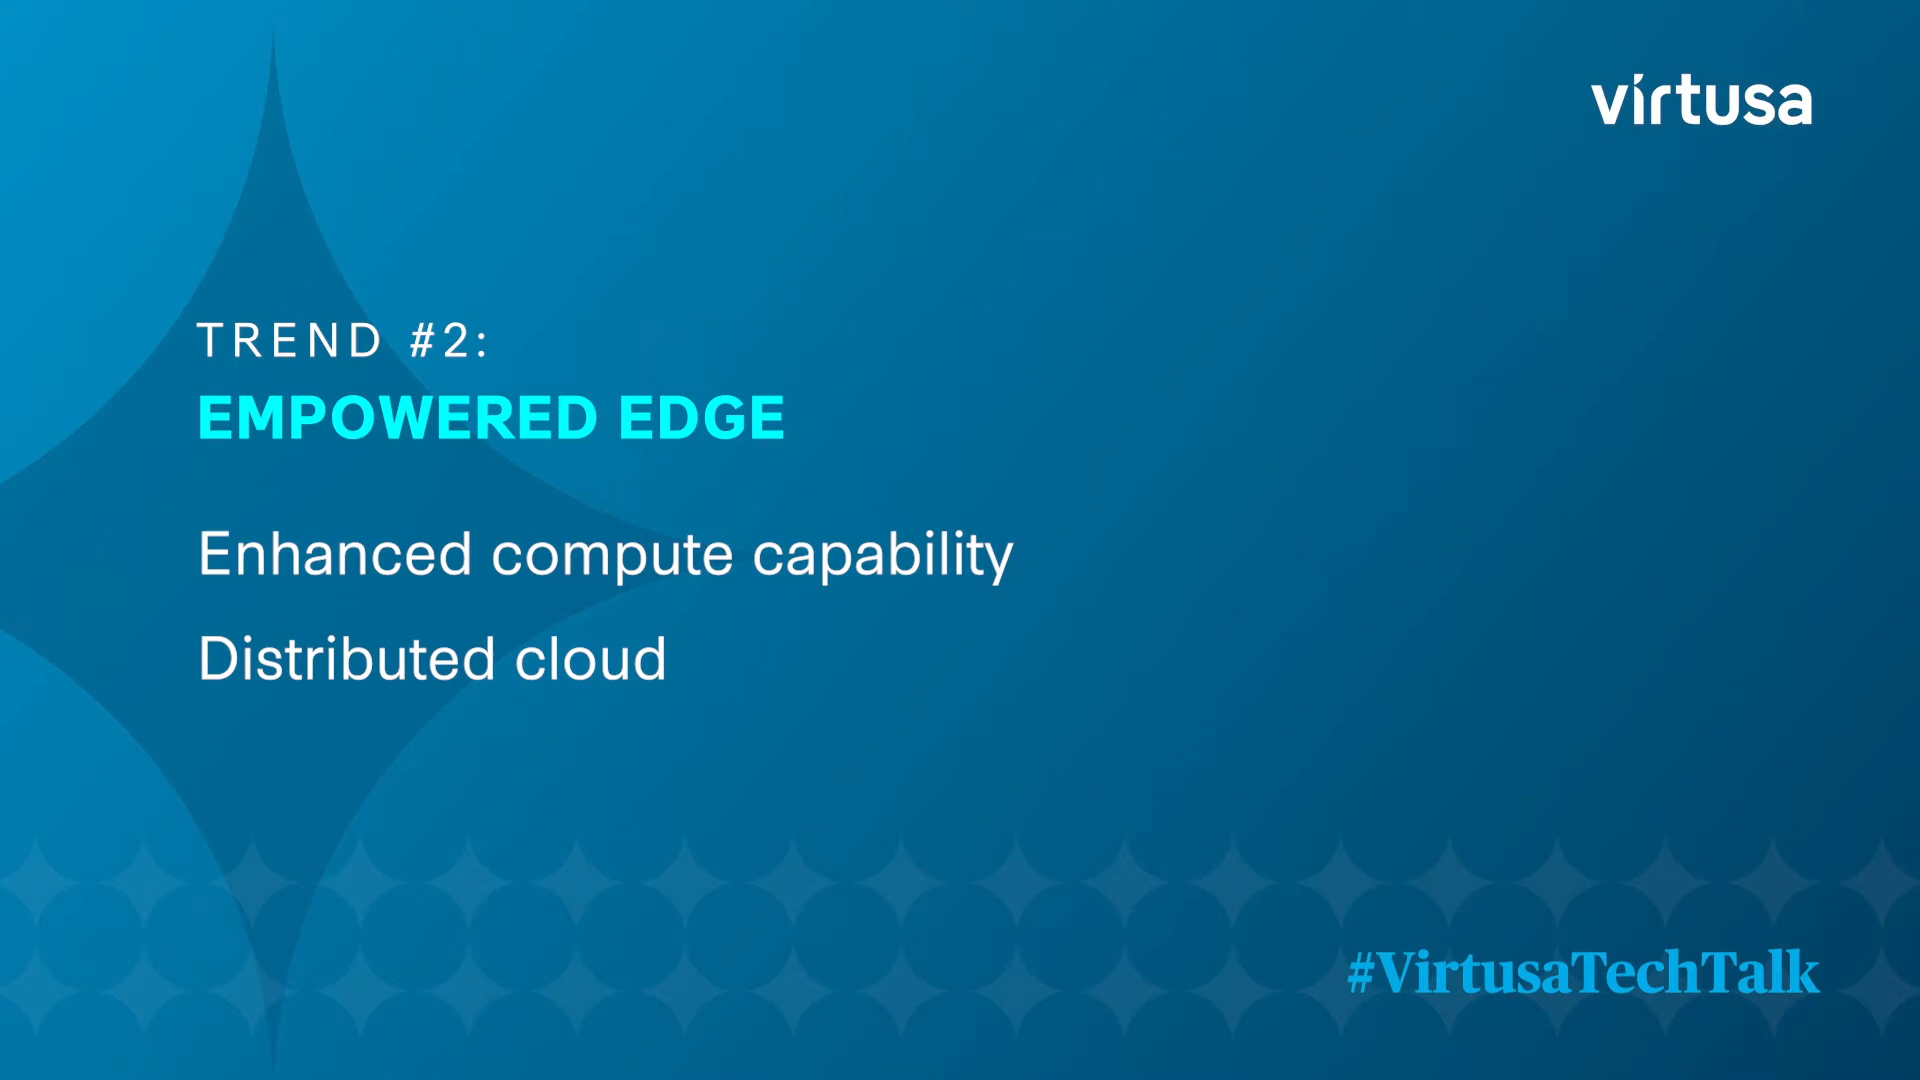 virtusa
TREND #2:
EMPOWERED EDGE
Enhanced compute capability
Distributed cloud
#VirtusaTechTalk